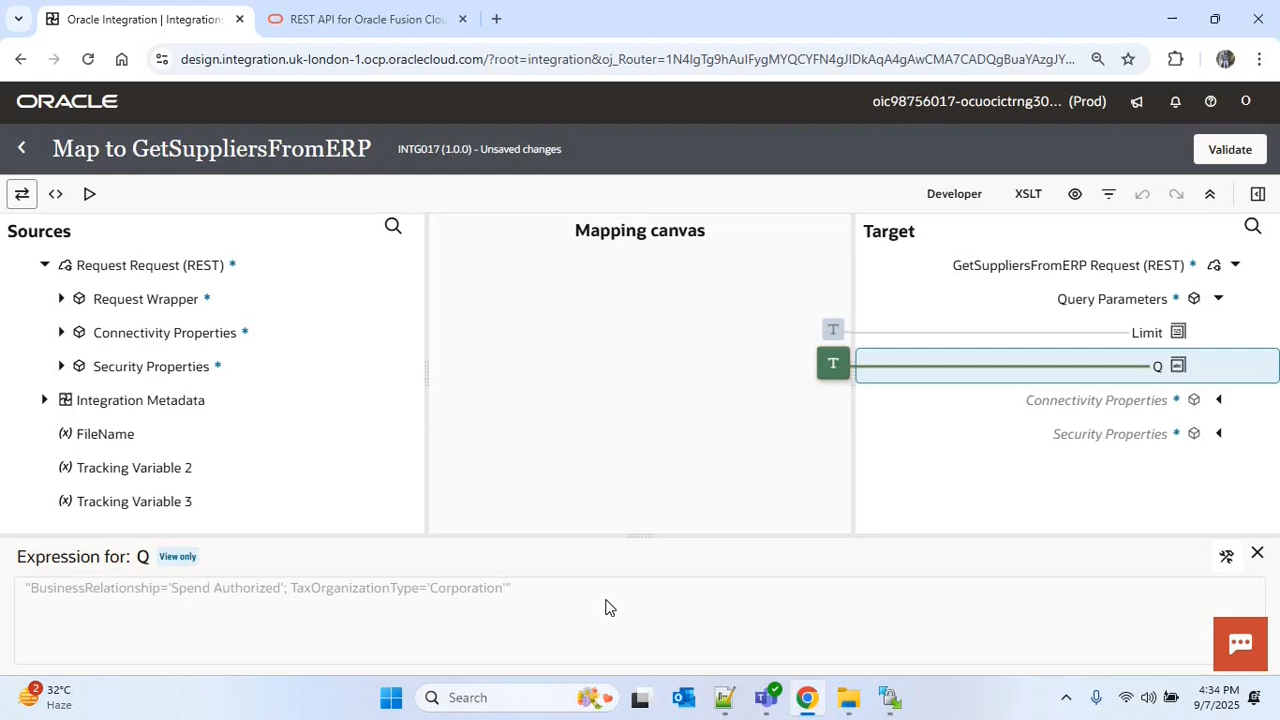 Oracle Integration | Integrations
REST API for Oracle Fusion Clou
design.integration.uk-london-1.ocp.oraclecloud.com/?root=integration&oj_Router=1N4IgTg9hAuIFygMYQCYFN4gJIDkAqA4gAwCMA7CADQgBuaYAzgJY...
ORACLE
oic98756017-ocuocictrng30... (Prod)
O
Map to GetSuppliersFromERP
INTG017 (1.0.0) - Unsaved changes
Validate
Developer
XSLT
Sources
Mapping canvas
Target
Request Request (REST) *
GetSuppliersFromERP Request (REST) *
Request Wrapper *
Query Parameters *
Connectivity Properties *
T
Limit
Security Properties *
T
Q
Integration Metadata
Connectivity Properties *
FileName
Security Properties *
Tracking Variable 2
Tracking Variable 3
Expression for: Q View only
"BusinessRelationship='Spend Authorized'; TaxOrganizationType='Corporation'"
2
32°C
Haze
Search
4:34 PM
9/7/2025